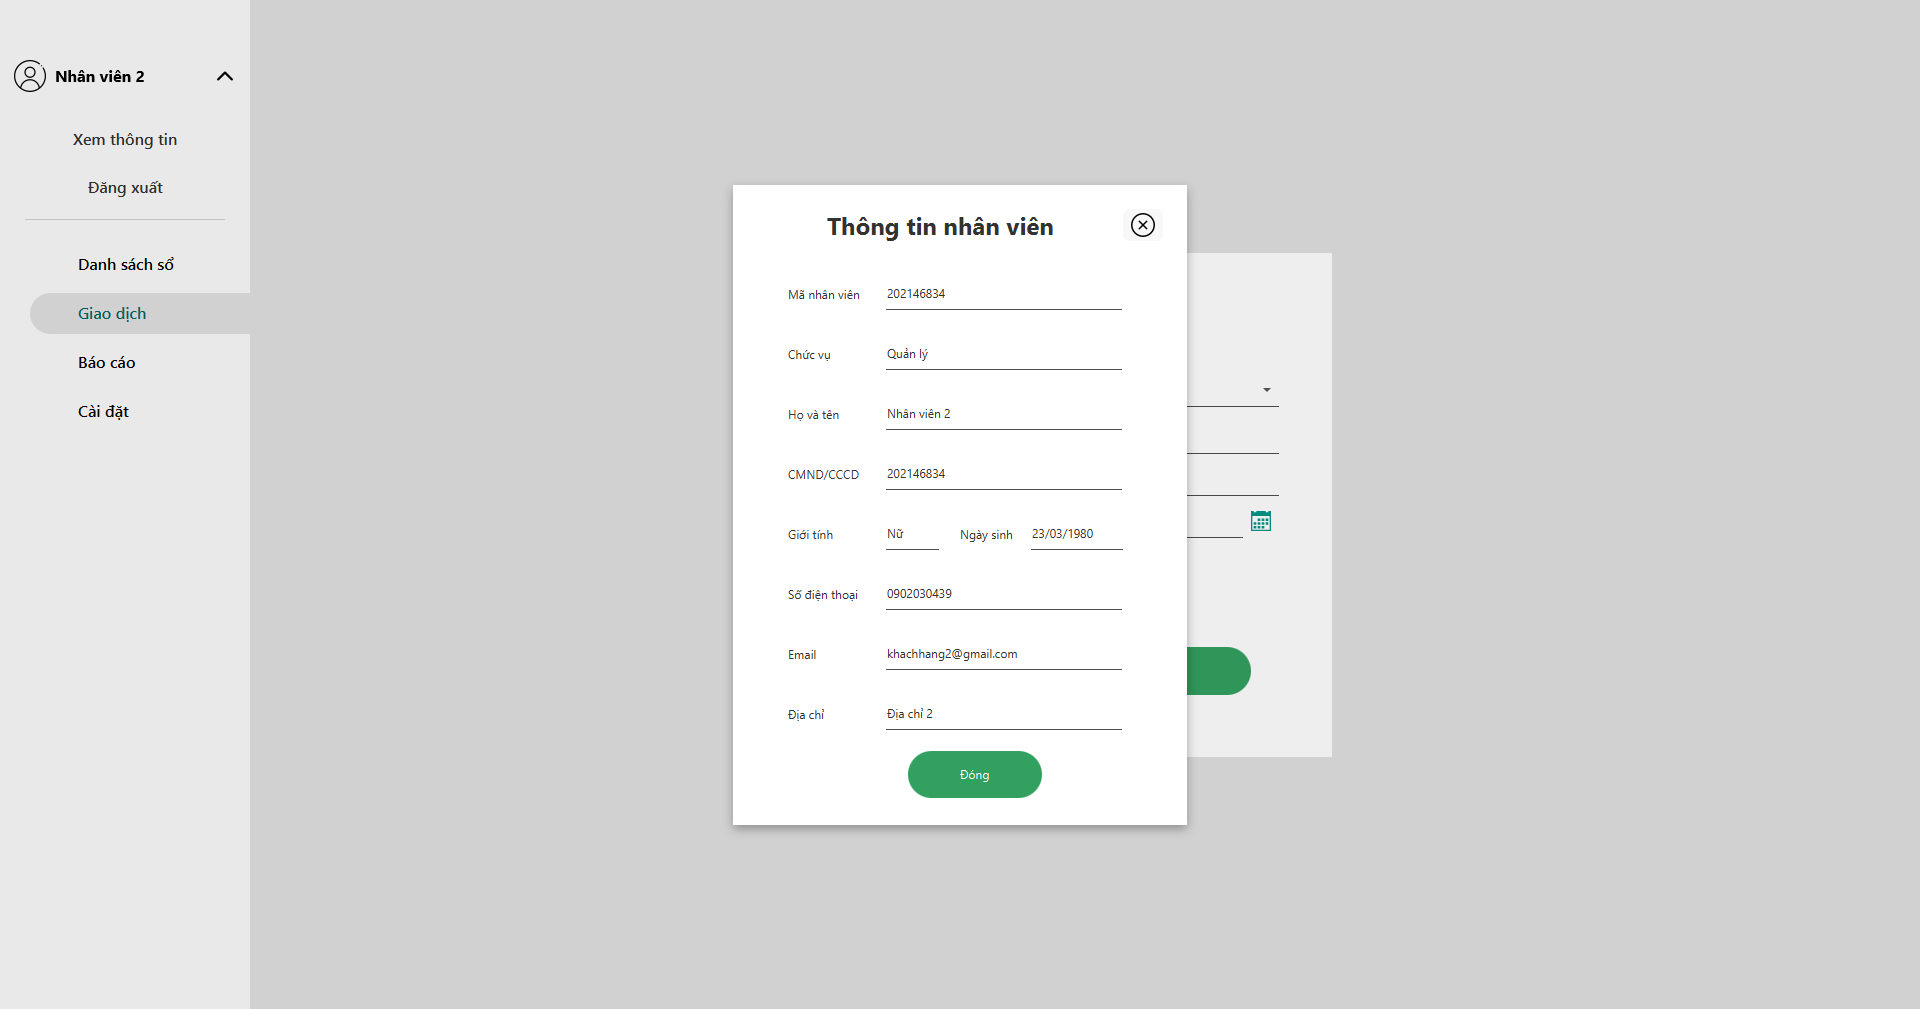 Nhân viên 2
Xem thông tin
Đăng xuất
Danh sách sổ
Giao dịch
Báo cáo
Cài đặt
Thông tin nhân viên
Mã nhân viên 202146834
Chức vụ Quản lý
Họ và tên Nhân viên 2
CMND/CCCD 202146834
Giới tính Nữ Ngày sinh 23/03/1980
Số điện thoại 0902030439
Email khachhang2@gmail.com
Địa chỉ Địa chỉ 2
Đóng